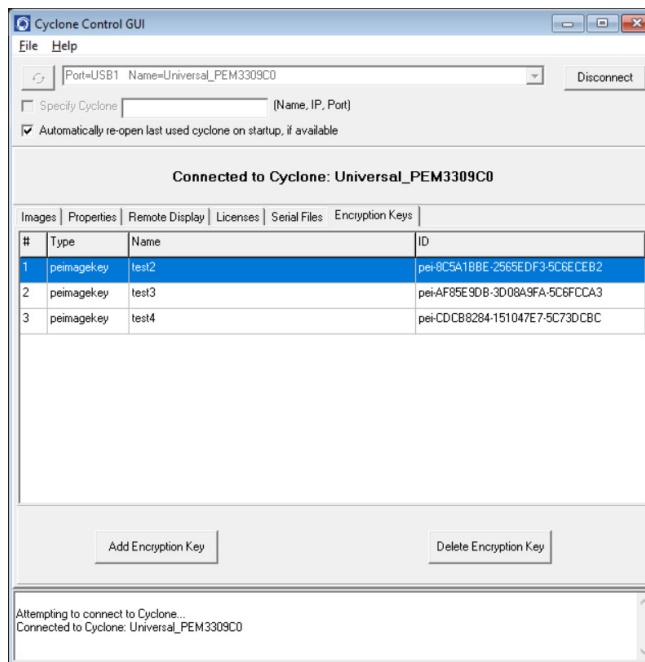 Cyclone Control GUI
File Help
Port=USB1 Name=Universal_PEM3309C0
Disconnect
Specify Cyclone
(Name, IP, Port)
Automatically re-open last used cyclone on startup, if available
Connected to Cyclone: Universal_PEM3309C0
Images Properties Remote Display Licenses Serial Files Encryption Keys
# Type Name ID
1 peimagekey test2 pei-8C5A1BBE-2565EDF3-5C6ECEB2
2 peimagekey test3 pei-AF85E9DB-3D08A9FA-5C6FCCA3
3 peimagekey test4 pei-CDCB8284-151047E7-5C73DCBC
Add Encryption Key Delete Encryption Key
Attempting to connect to Cyclone...
Connected to Cyclone: Universal_PEM3309C0